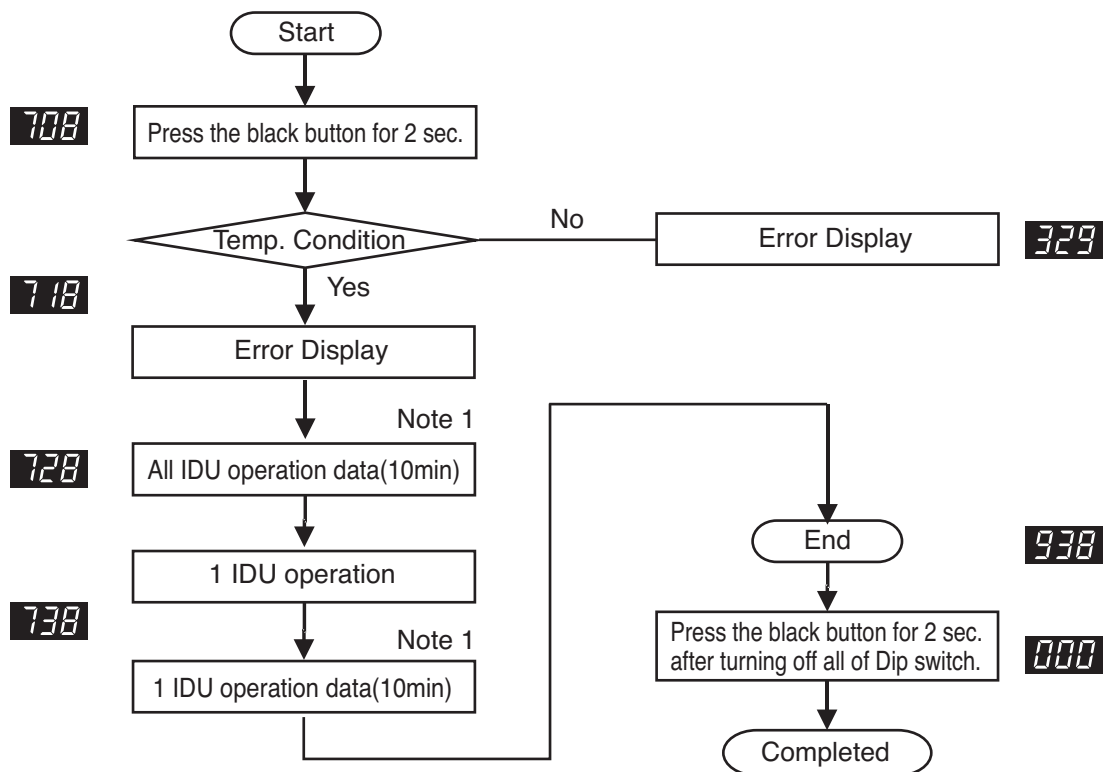 Start
708
Press the black button for 2 sec.
Temp. Condition
No
Error Display
329
718
Yes
Error Display
Note 1
728
All IDU operation data(10min)
1 IDU operation
738
Note 1
1 IDU operation data(10min)
End
938
Press the black button for 2 sec.
after turning off all of Dip switch.
000
Completed